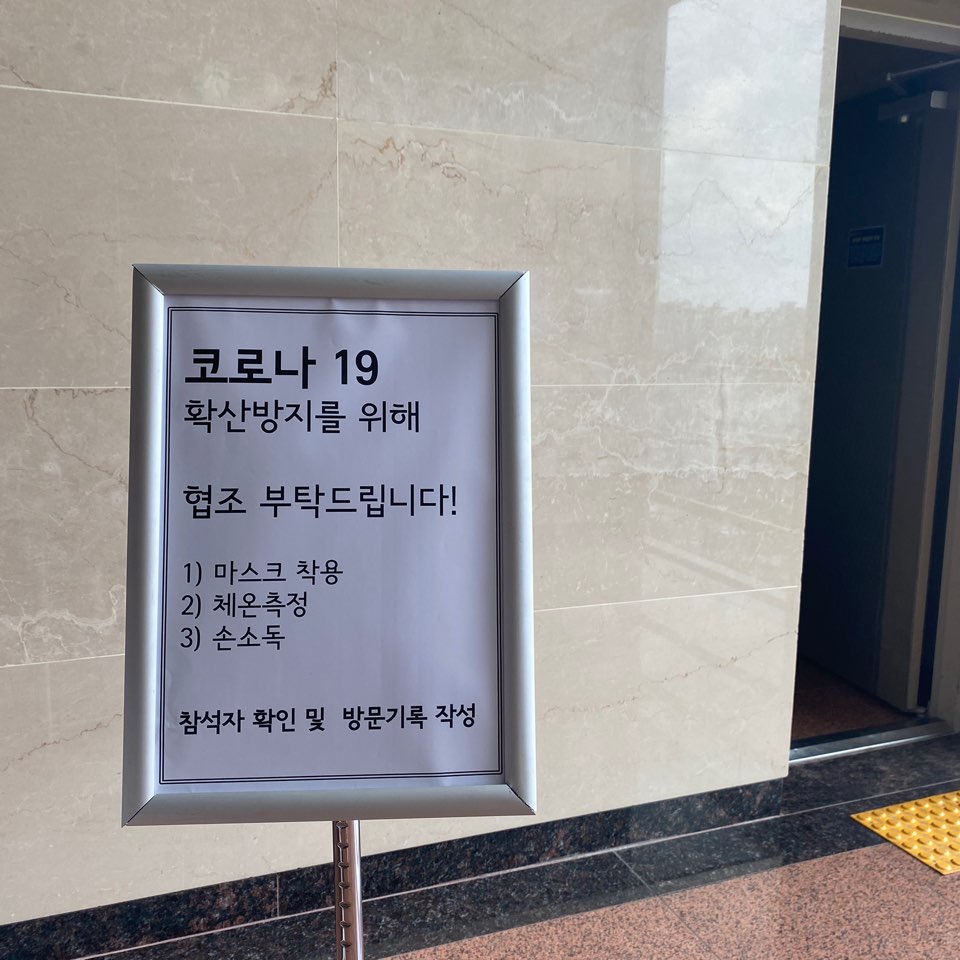 코로나 19
확산방지를 위해
협조 부탁드립니다!
1) 마스크 착용
2) 체온측정
3) 손소독
참석자 확인 및 방문기록 작성